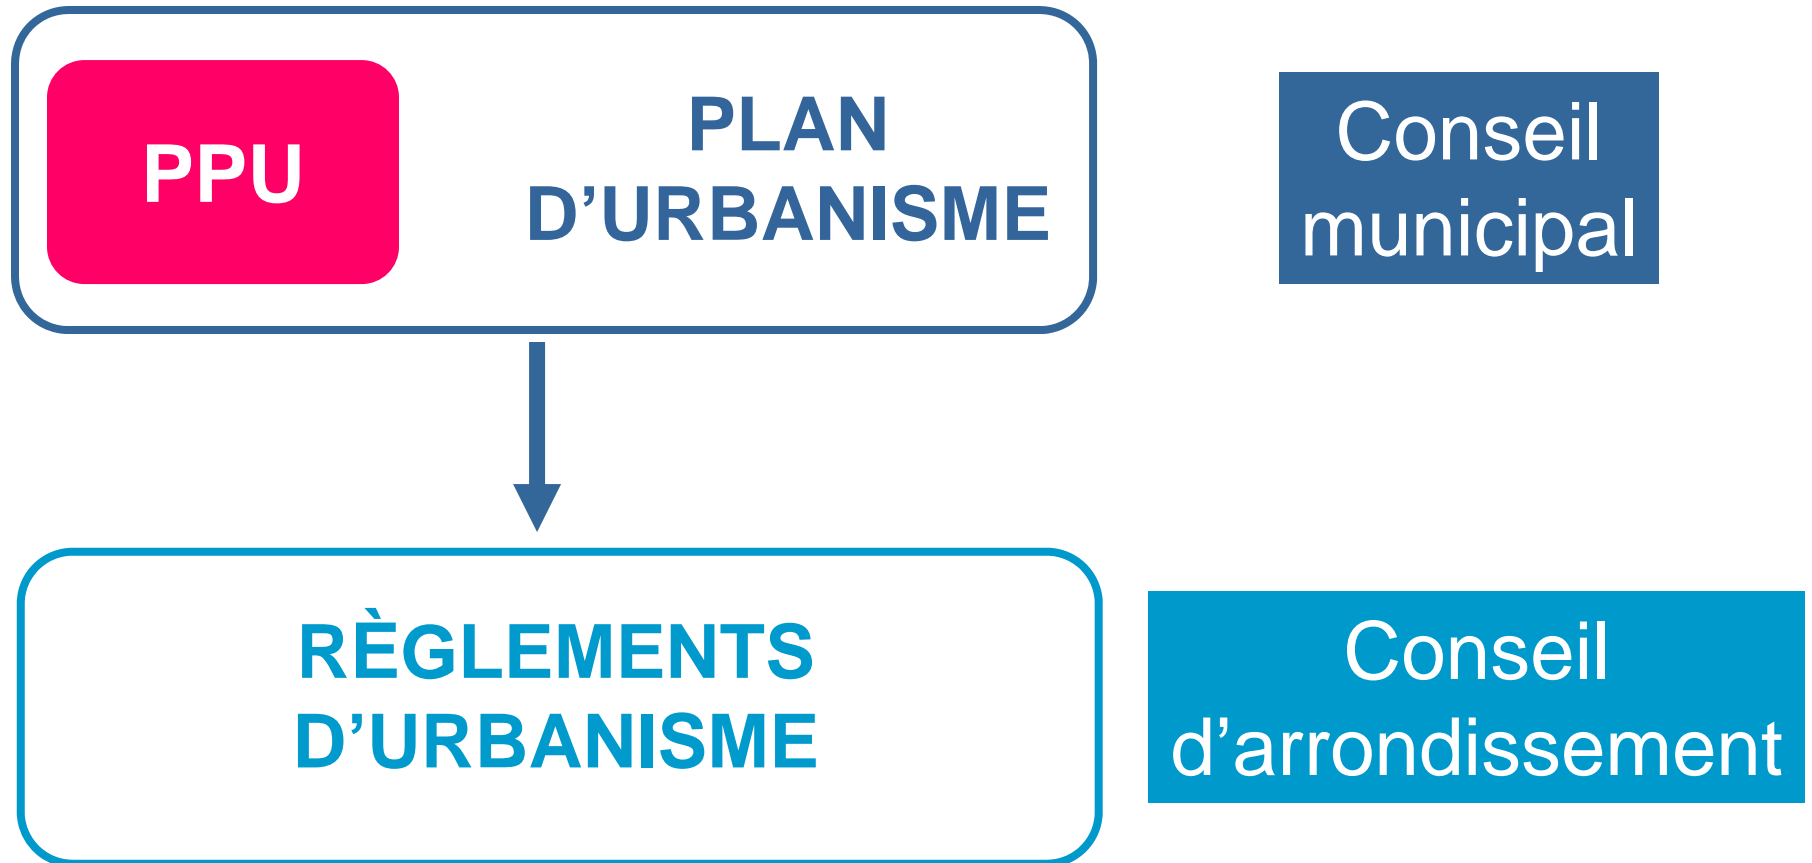 PPU
PLAN
D’URBANISME
Conseil
municipal
RÈGLEMENTS
D’URBANISME
Conseil
d’arrondissement